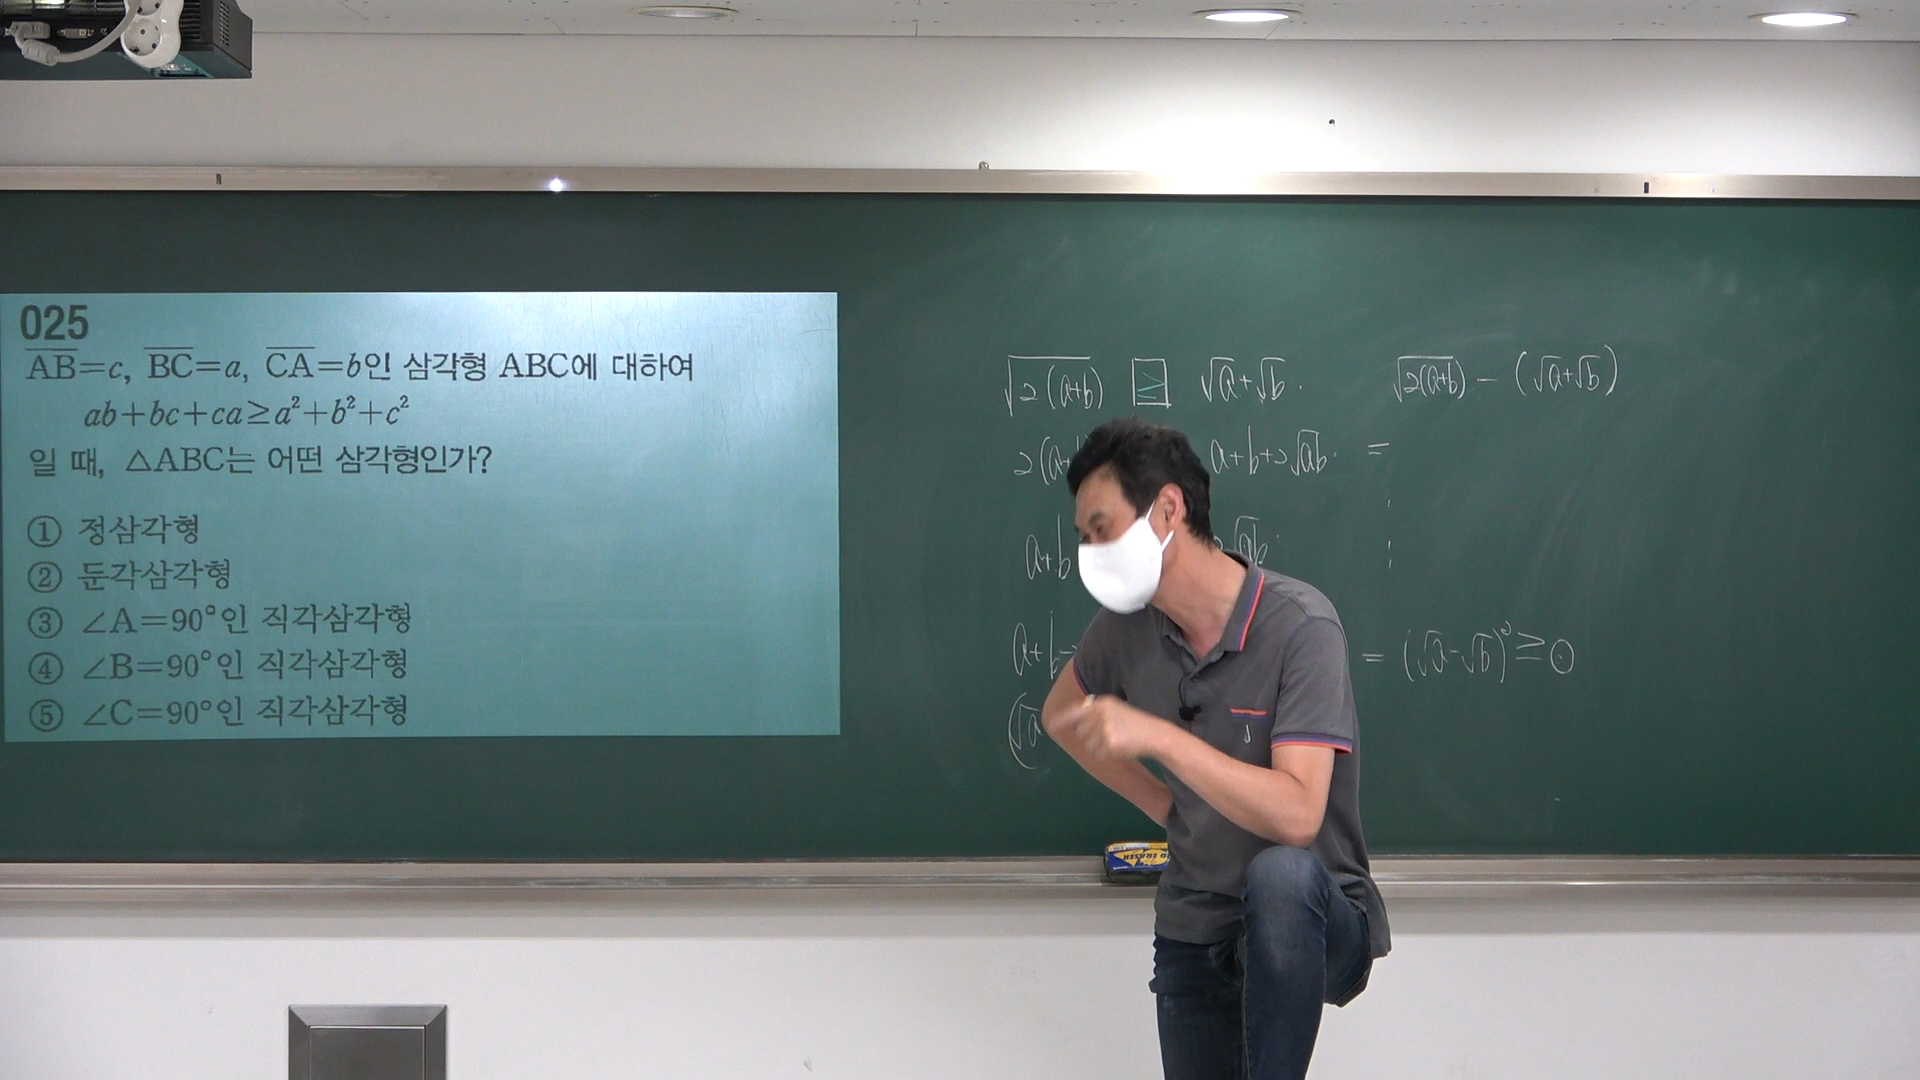 025
AB=c, BC=a, CA=b인 삼각형 ABC에 대하여
ab+bc+ca≥a²+b²+c²
일 때, △ABC는 어떤 삼각형인가?
① 정삼각형
② 둔각삼각형
③ ∠A=90°인 직각삼각형
④ ∠B=90°인 직각삼각형
⑤ ∠C=90°인 직각삼각형
√2(a+b) ≥ √a+√b. √2(a+b) - (√a+√b)
2(a+ a+b+2√ab. =
a+b √ab.
a+b- = (√a-√b)²≥0
(√a
ERASER